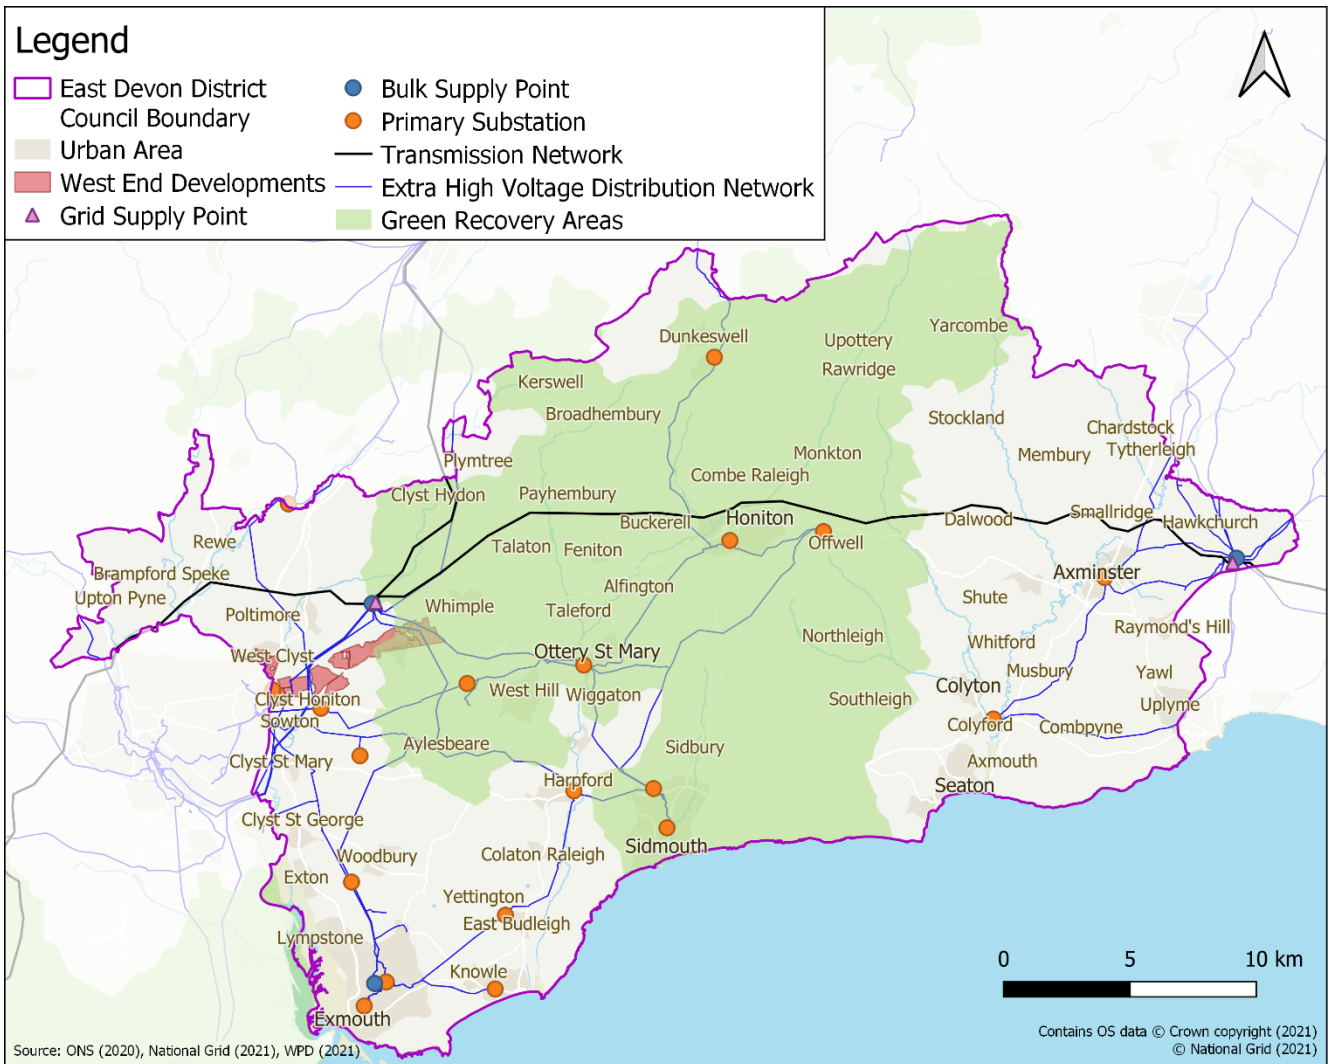 Legend
East Devon District
Council Boundary
Urban Area
West End Developments
Grid Supply Point
Bulk Supply Point
Primary Substation
Transmission Network
Extra High Voltage Distribution Network
Green Recovery Areas
Yarcombe
Dunkeswell
Upottery
Rawridge
Kerswell
Broadhembury
Stockland
Chardstock
Tytherleigh
Membury
Monkton
Plymtree
Combe Raleigh
Clyst Hydon
Payhembury
Buckerell
Honiton
Dalwood
Smallridge
Hawkchurch
Rewe
Talaton
Feniton
Offwell
Brampford Speke
Axminster
Upton Pyne
Alfington
Shute
Poltimore
Whimple
Taleford
Raymond's Hill
Northleigh
Whitford
West Clyst
Ottery St Mary
Musbury
Yawl
Clyst Honiton
West Hill
Wiggaton
Southleigh
Colyton
Uplyme
Sowton
Colyford
Combpyne
Aylesbeare
Sidbury
Clyst St Mary
Axmouth
Harpford
Seaton
Clyst St George
Sidmouth
Woodbury
Colaton Raleigh
Exton
Yettington
East Budleigh
Lympstone
Knowle
Exmouth
0 5 10 km
Source: ONS (2020), National Grid (2021), WPD (2021)
Contains OS data © Crown copyright (2021)
© National Grid (2021)